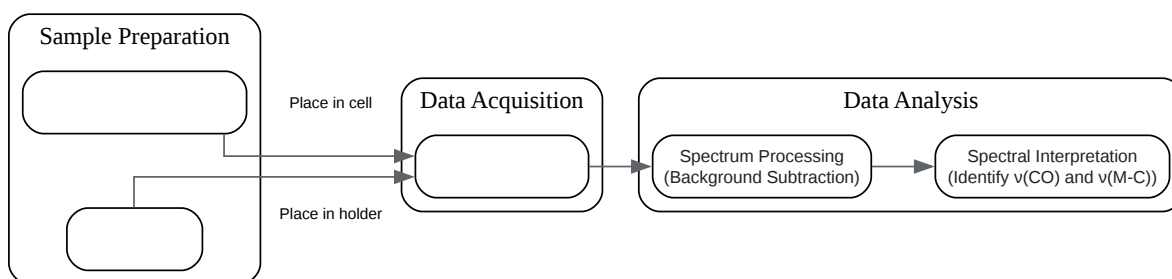 Sample Preparation
Place in cell
Place in holder
Data Acquisition
Data Analysis
Spectrum Processing
(Background Subtraction)
Spectral Interpretation
(Identify ν(CO) and ν(M-C))